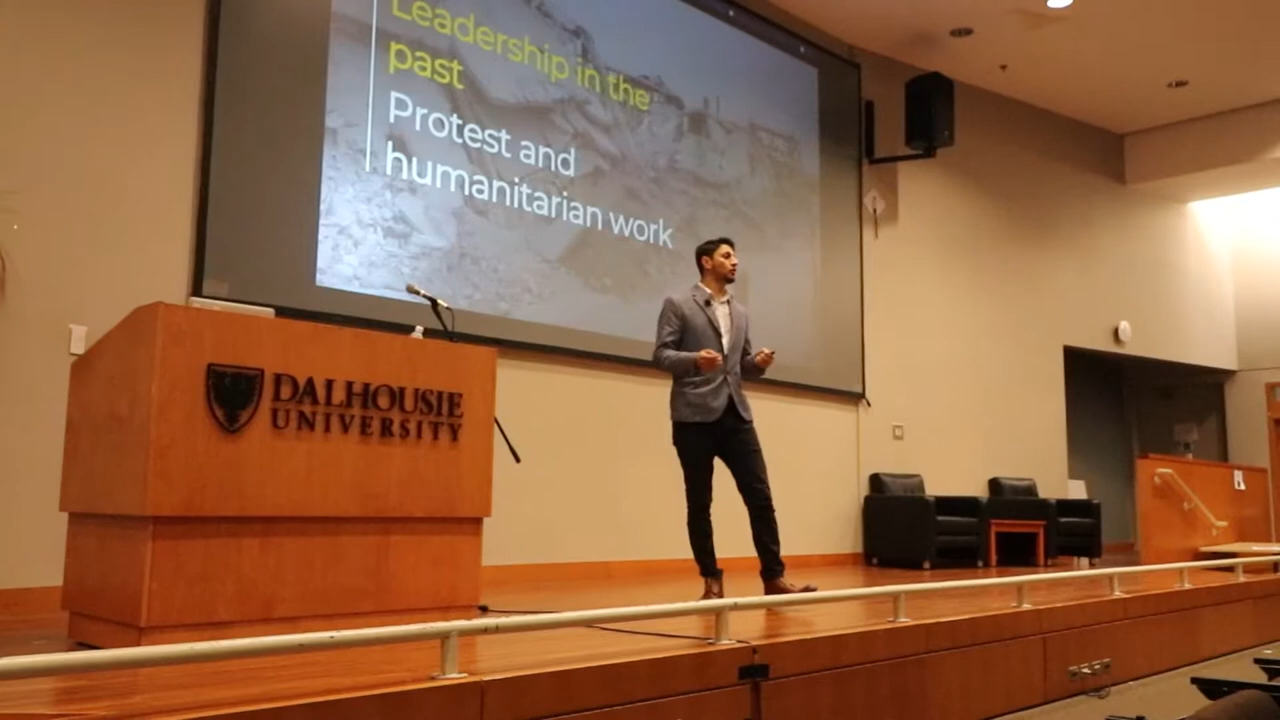 Leadership in the
past
Protest and
humanitarian work
DALHOUSIE
UNIVERSITY